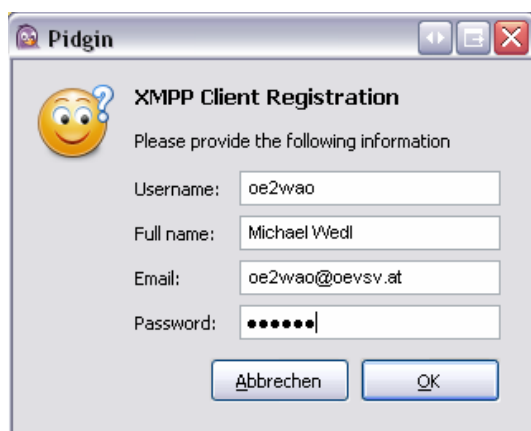 Pidgin
XMPP Client Registration
Please provide the following information
Username: oe2wao
Full name: Michael Wedl
Email: oe2wao@oevsv.at
Password: ●●●●●●
Abbrechen OK